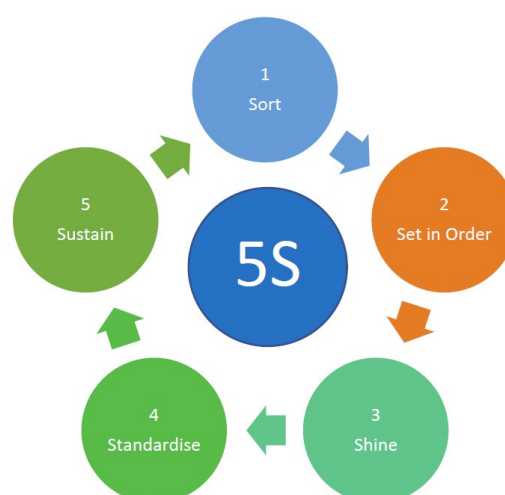 1
Sort
2
Set in Order
5S
3
Shine
4
Standardise
5
Sustain